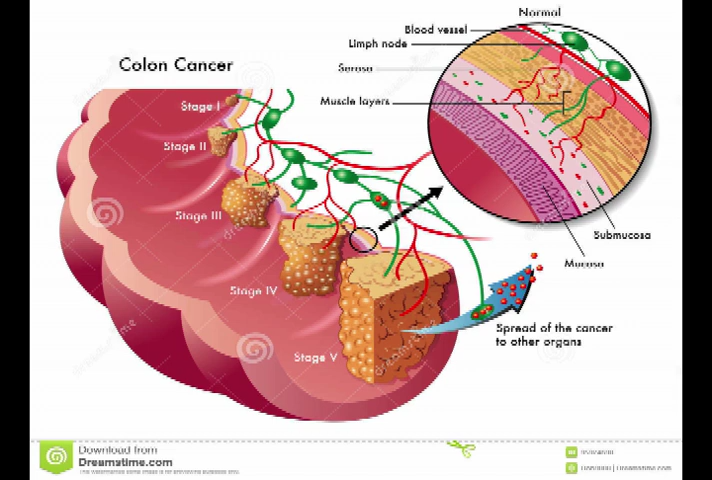 Normal
Blood vessel
Limph node
Colon Cancer
Serosa
Muscle layers
Stage I
Stage II
Stage III
Stage IV
Stage V
Submucosa
Mucosa
Spread of the cancer
to other organs
Download from
Dreamstime.com